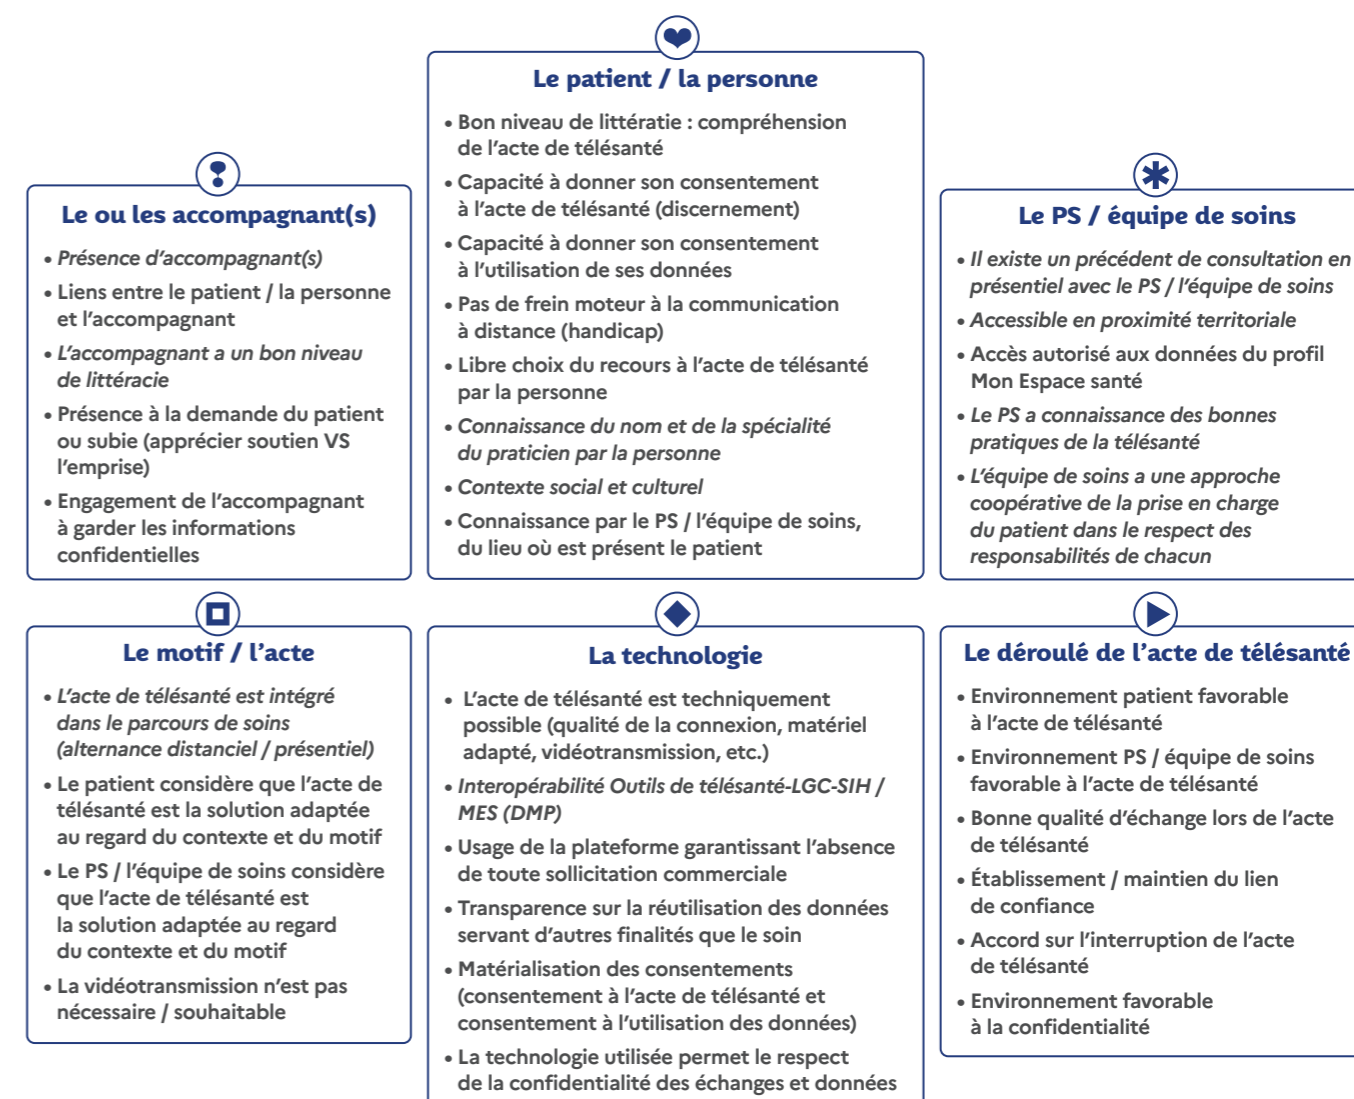 Le patient / la personne
• Bon niveau de littératie : compréhension
de l'acte de télésanté
• Capacité à donner son consentement
à l'acte de télésanté (discernement)
• Capacité à donner son consentement
à l'utilisation de ses données
• Pas de frein moteur à la communication
à distance (handicap)
• Libre choix du recours à l'acte de télésanté
par la personne
• Connaissance du nom et de la spécialité
du praticien par la personne
• Contexte social et culturel
• Connaissance par le PS / l'équipe de soins,
du lieu où est présent le patient
Le ou les accompagnant(s)
• Présence d'accompagnant(s)
• Liens entre le patient / la personne
et l'accompagnant
• L'accompagnant a un bon niveau
de littéracie
• Présence à la demande du patient
ou subie (apprécier soutien VS
l'emprise)
• Engagement de l'accompagnant
à garder les informations
confidentielles
Le PS / équipe de soins
• Il existe un précédent de consultation en
présentiel avec le PS / l'équipe de soins
• Accessible en proximité territoriale
• Accès autorisé aux données du profil
Mon Espace santé
• Le PS a connaissance des bonnes
pratiques de la télésanté
• L'équipe de soins a une approche
coopérative de la prise en charge
du patient dans le respect des
responsabilités de chacun
Le motif / l'acte
• L'acte de télésanté est intégré
dans le parcours de soins
(alternance distanciel / présentiel)
• Le patient considère que l'acte de
télésanté est la solution adaptée
au regard du contexte et du motif
• Le PS / l'équipe de soins considère
que l'acte de télésanté est
la solution adaptée au regard
du contexte et du motif
• La vidéotransmission n'est pas
nécessaire / souhaitable
La technologie
• L'acte de télésanté est techniquement
possible (qualité de la connexion, matériel
adapté, vidéotransmission, etc.)
• Interopérabilité Outils de télésanté-LGC-SIH /
MES (DMP)
• Usage de la plateforme garantissant l'absence
de toute sollicitation commerciale
• Transparence sur la réutilisation des données
servant d'autres finalités que le soin
• Matérialisation des consentements
(consentement à l'acte de télésanté et
consentement à l'utilisation des données)
• La technologie utilisée permet le respect
de la confidentialité des échanges et données
Le déroulé de l'acte de télésanté
• Environnement patient favorable
à l'acte de télésanté
• Environnement PS / équipe de soins
favorable à l'acte de télésanté
• Bonne qualité d'échange lors de l'acte
de télésanté
• Établissement / maintien du lien
de confiance
• Accord sur l'interruption de l'acte
de télésanté
• Environnement favorable
à la confidentialité